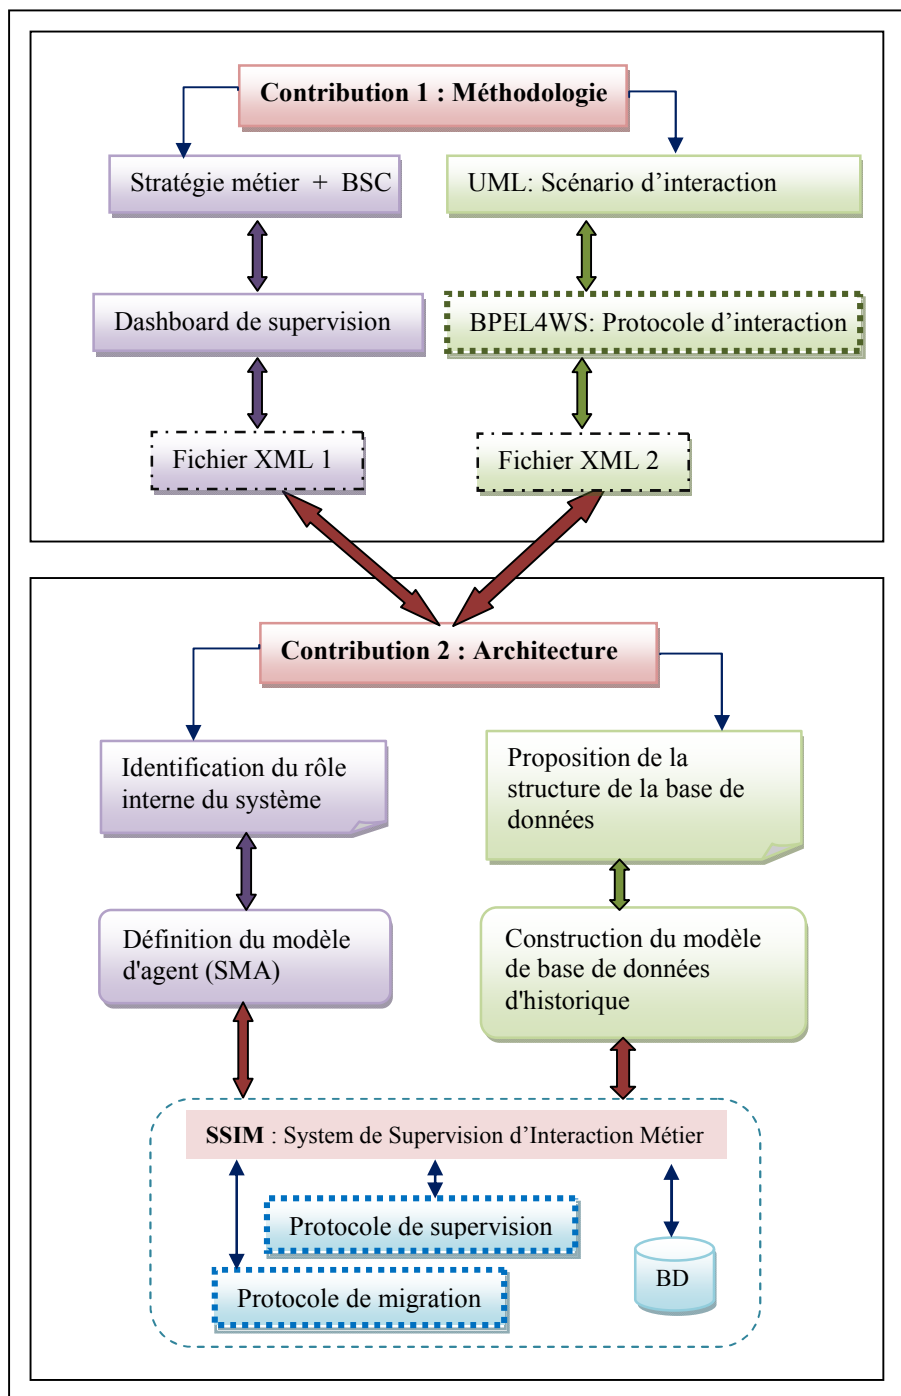 Contribution 1 : Méthodologie
Stratégie métier + BSC
UML: Scénario d’interaction
Dashboard de supervision
BPEL4WS: Protocole d’interaction
Fichier XML 1
Fichier XML 2
Contribution 2 : Architecture
Identification du rôle
interne du système
Proposition de la
structure de la base de
données
Définition du modèle
d'agent (SMA)
Construction du modèle
de base de données
d'historique
SSIM : System de Supervision d’Interaction Métier
Protocole de supervision
BD
Protocole de migration